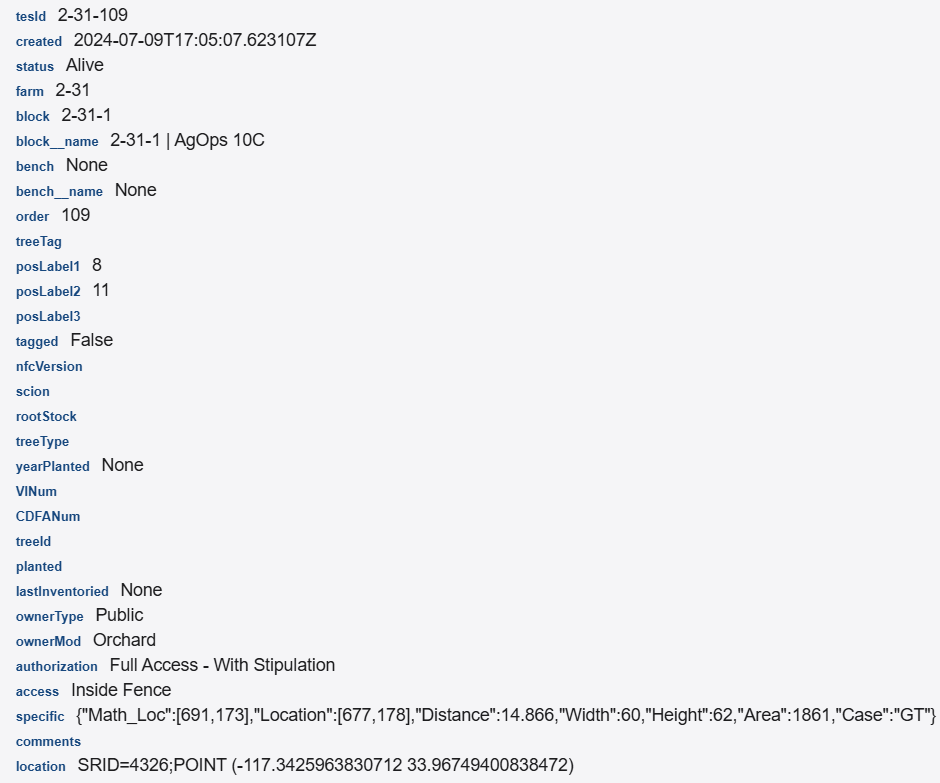 tesId 2-31-109
created 2024-07-09T17:05:07.623107Z
status Alive
farm 2-31
block 2-31-1
block__name 2-31-1 | AgOps 10C
bench None
bench__name None
order 109
treeTag
posLabel1 8
posLabel2 11
posLabel3
tagged False
nfcVersion
scion
rootStock
treeType
yearPlanted None
VINum
CDFANum
treeId
planted
lastInventoried None
ownerType Public
ownerMod Orchard
authorization Full Access - With Stipulation
access Inside Fence
specific {"Math_Loc":[691,173],"Location":[677,178],"Distance":14.866,"Width":60,"Height":62,"Area":1861,"Case":"GT"}
comments
location SRID=4326;POINT (-117.3425963830712 33.96749400838472)